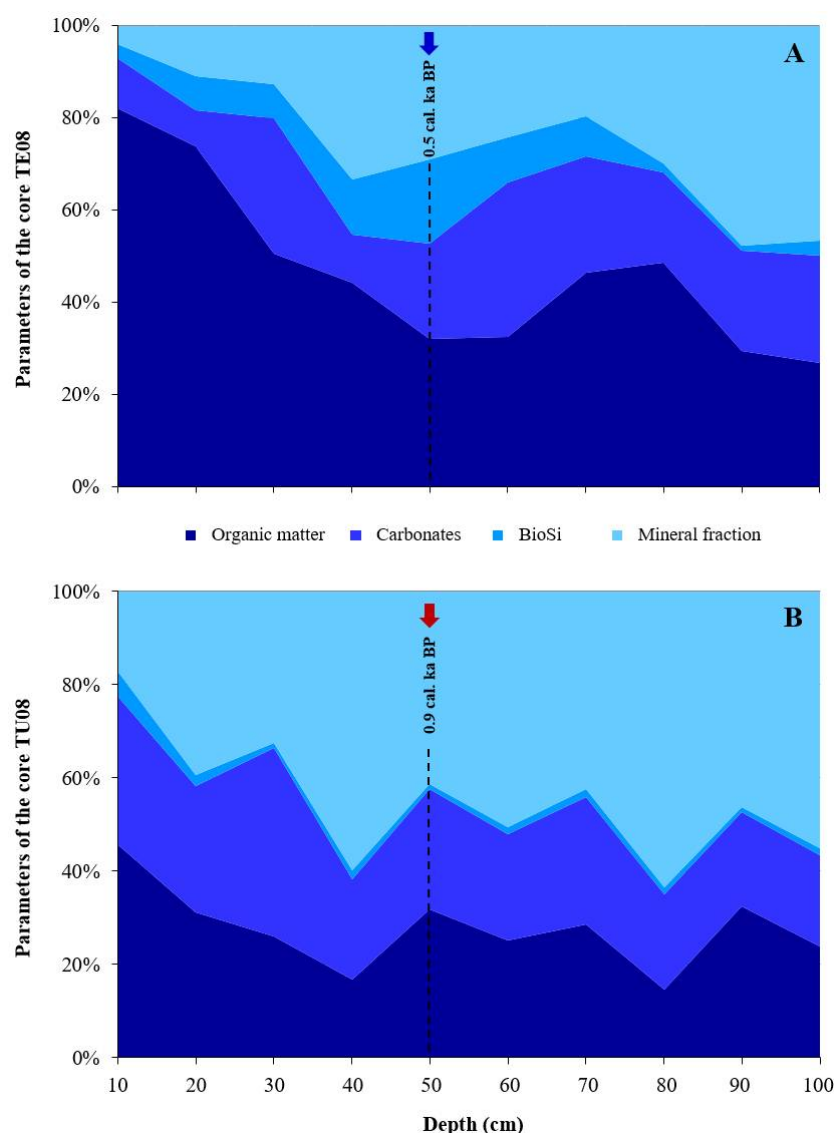 100%
80%
60%
40%
20%
0%
Parameters of the core TE08
A
0.5 cal. ka BP
Organic matter Carbonates BioSi Mineral fraction
100%
80%
60%
40%
20%
0%
Parameters of the core TU08
B
0.9 cal. ka BP
10 20 30 40 50 60 70 80 90 100
Depth (cm)